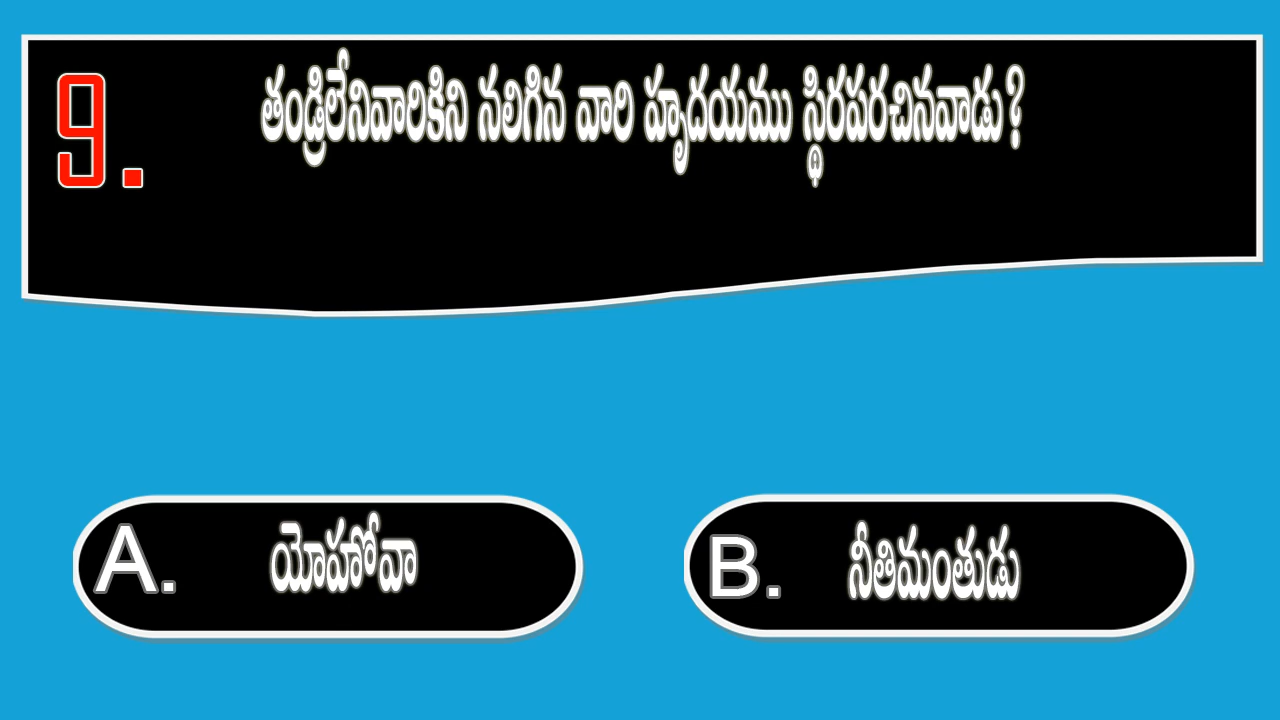 9. తండ్రిలేనివారికిని నలిగిన వారి హృదయము స్థిరపరచినవాడు?
A. యోహోవా
B. నీతిమంతుడు